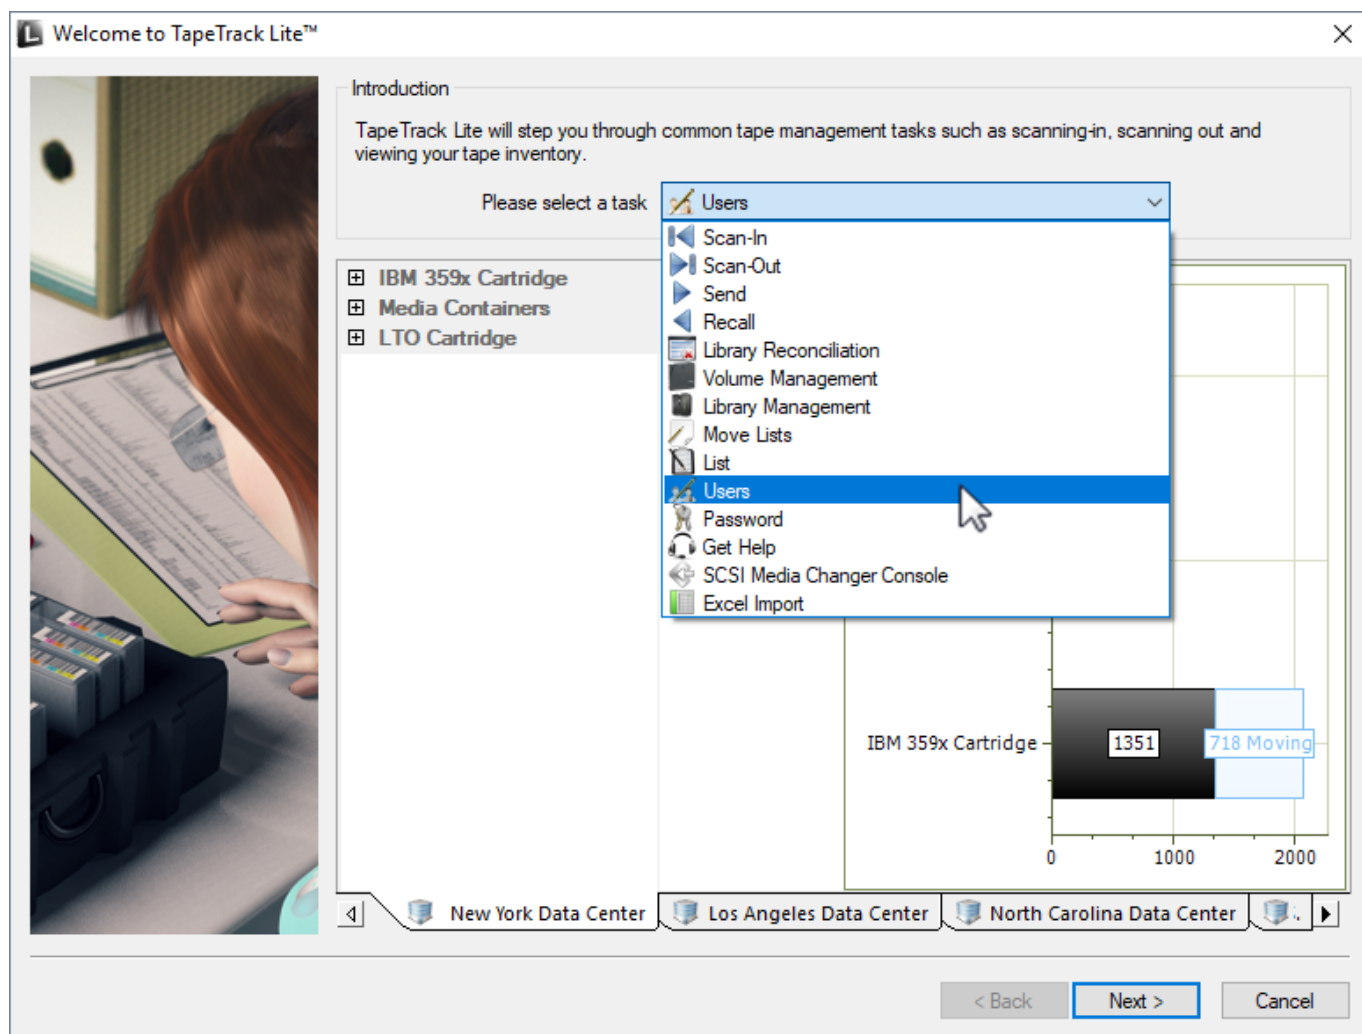 Welcome to TapeTrack Lite™
Introduction
TapeTrack Lite will step you through common tape management tasks such as scanning-in, scanning out and
viewing your tape inventory.
Please select a task
Users
Scan-In
Scan-Out
Send
Recall
Library Reconciliation
Volume Management
Library Management
Move Lists
List
Users
Password
Get Help
SCSI Media Changer Console
Excel Import
IBM 359x Cartridge
Media Containers
LTO Cartridge
IBM 359x Cartridge
1351
718 Moving
0 1000 2000
New York Data Center
Los Angeles Data Center
North Carolina Data Center
< Back
Next >
Cancel